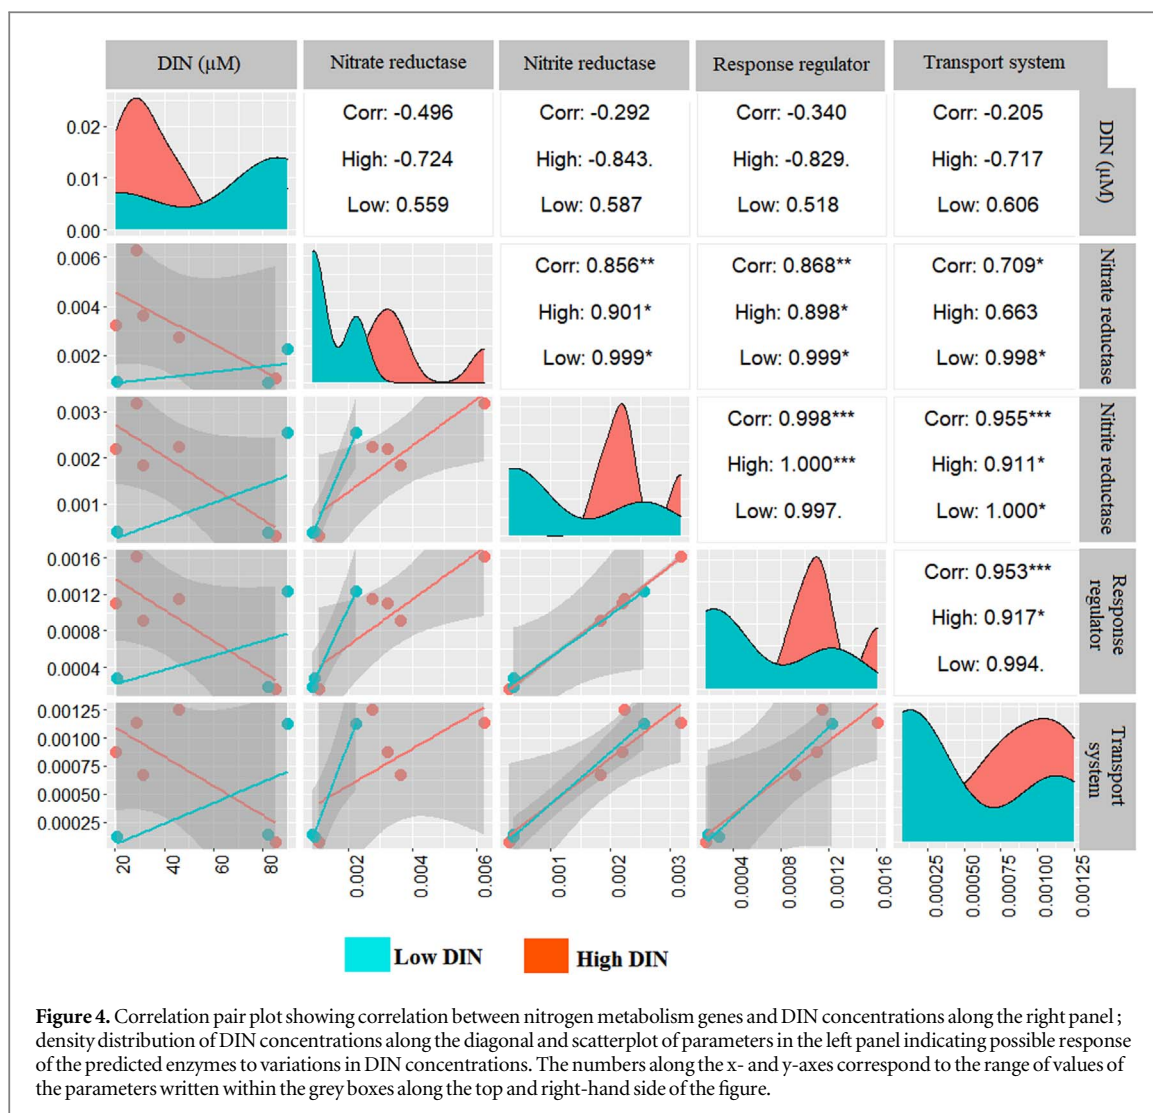 DIN (µM) Nitrate reductase Nitrite reductase Response regulator Transport system
Corr: -0.496 Corr: -0.292 Corr: -0.340 Corr: -0.205
High: -0.724 High: -0.843. High: -0.829. High: -0.717
Low: 0.559 Low: 0.587 Low: 0.518 Low: 0.606
DIN (µM)
0.02
0.01
0.00
Corr: 0.856** Corr: 0.868** Corr: 0.709*
High: 0.901* High: 0.898* High: 0.663
Low: 0.999* Low: 0.999* Low: 0.998*
Nitrate reductase
0.006
0.004
0.002
Corr: 0.998*** Corr: 0.955***
High: 1.000*** High: 0.911*
Low: 0.997. Low: 1.000*
Nitrite reductase
0.003
0.002
0.001
Corr: 0.953***
High: 0.917*
Low: 0.994.
Response
regulator
0.0016
0.0012
0.0008
0.0004
Transport
system
0.00125
0.00100
0.00075
0.00050
0.00025
20 40 60 80 0.002 0.004 0.006 0.001 0.002 0.003 0.0004 0.0008 0.0012 0.0016 0.00025 0.00050 0.00075 0.00100 0.00125
Low DIN High DIN
Figure 4. Correlation pair plot showing correlation between nitrogen metabolism genes and DIN concentrations along the right panel;
density distribution of DIN concentrations along the diagonal and scatterplot of parameters in the left panel indicating possible response
of the predicted enzymes to variations in DIN concentrations. The numbers along the x- and y-axes correspond to the range of values of
the parameters written within the grey boxes along the top and right-hand side of the figure.